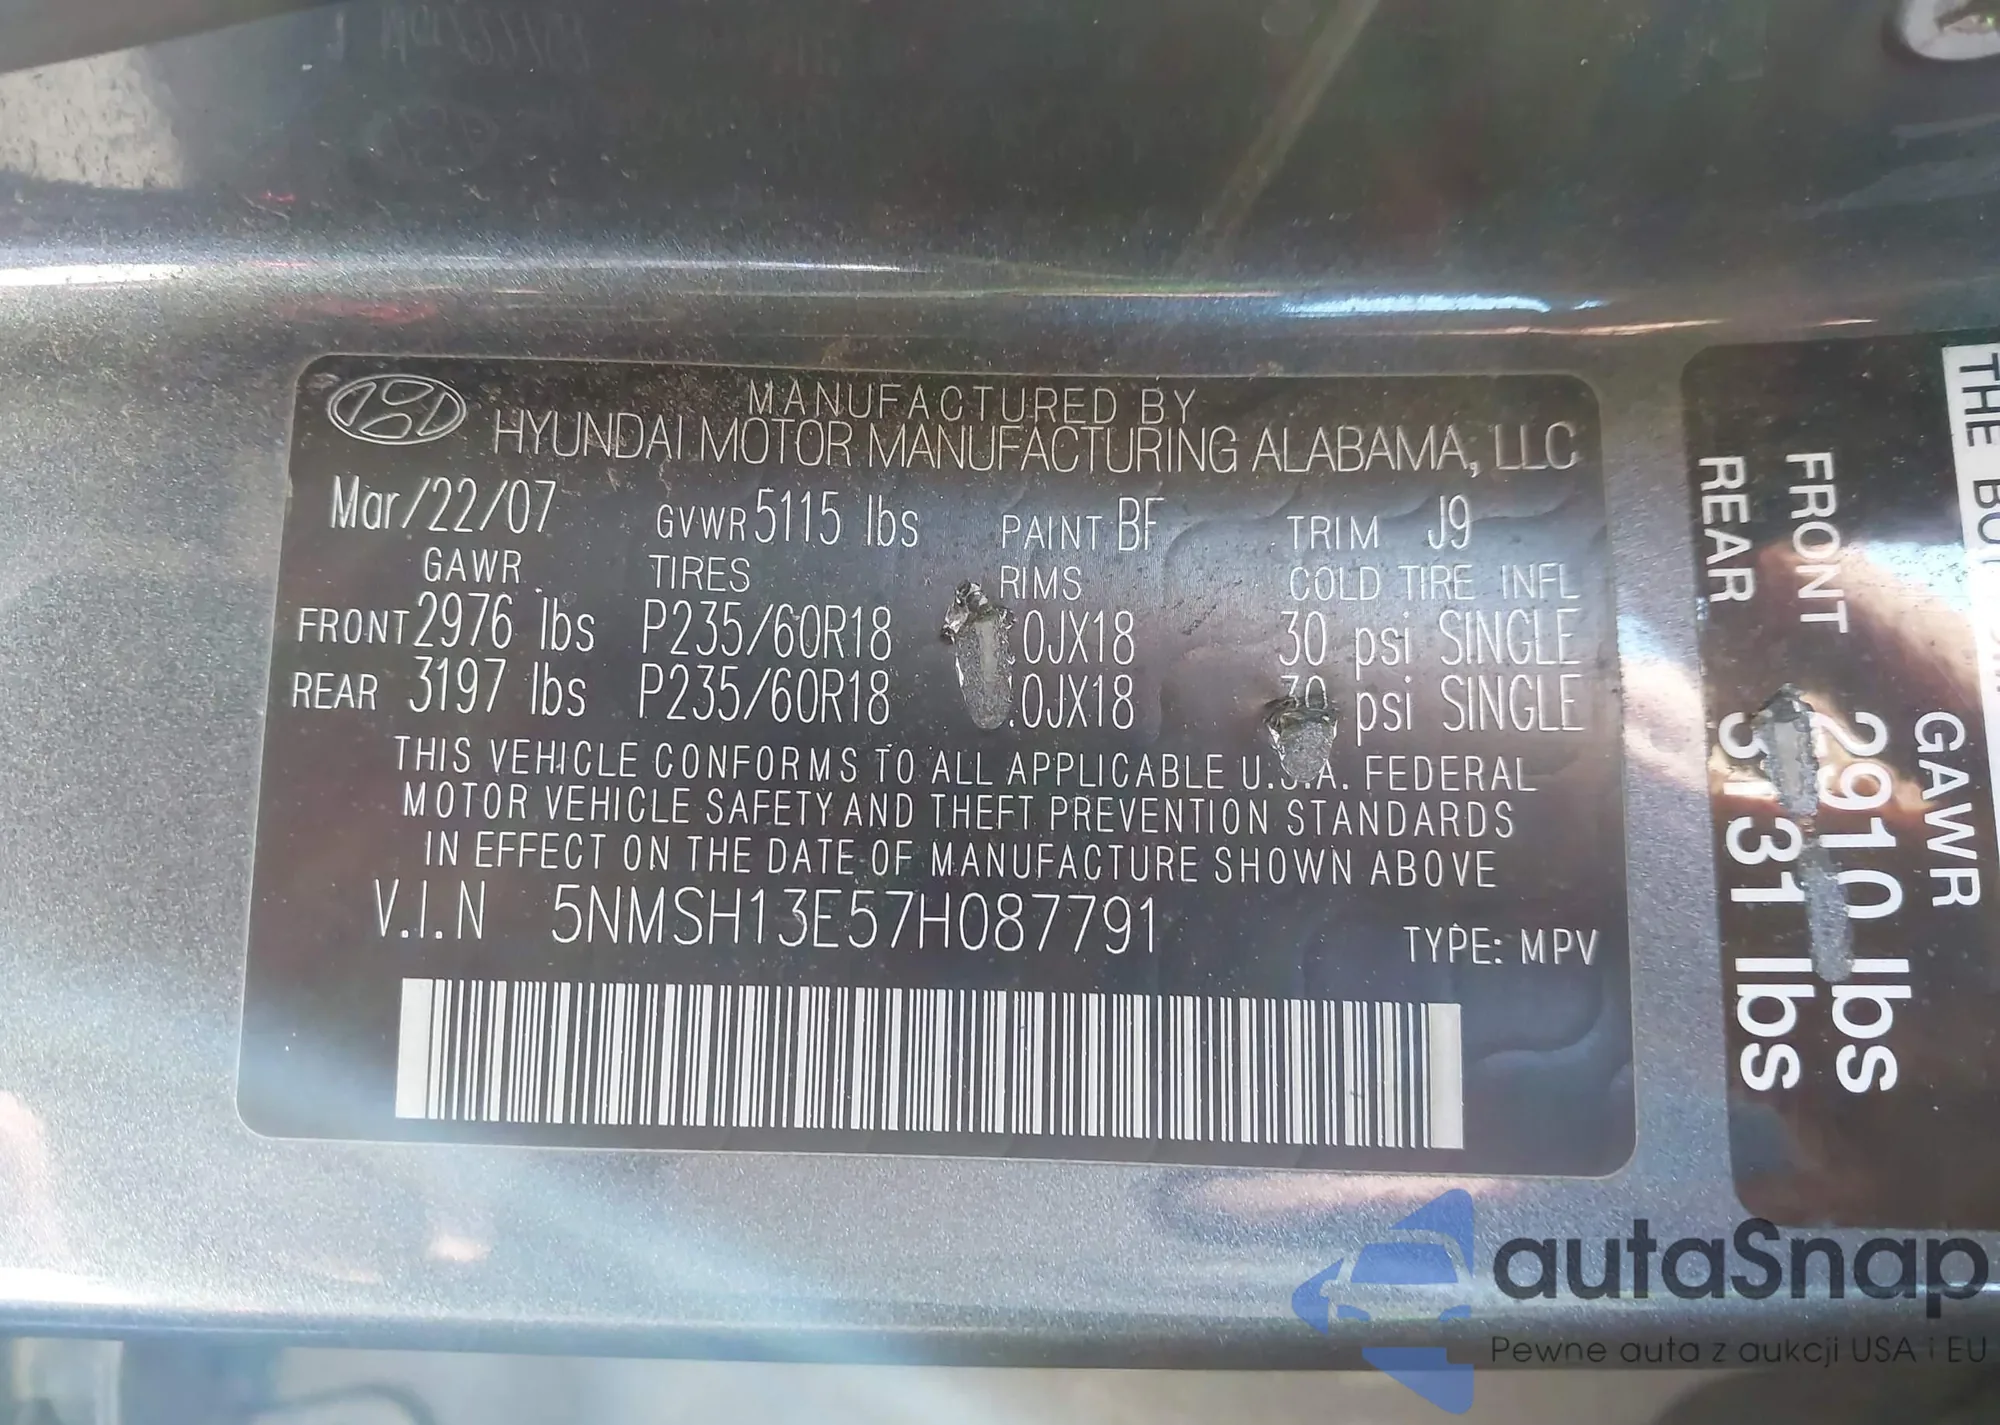 MANUFACTURED BY
HYUNDAI MOTOR MANUFACTURING ALABAMA, LLC
Mar/22/07 GVWR 5115 lbs PAINT BF TRIM J9
GAWR TIRES RIMS COLD TIRE INFL
FRONT 2976 lbs P235/60R18 .0JX18 30 psi SINGLE
REAR 3197 lbs P235/60R18 .0JX18 30 psi SINGLE
THIS VEHICLE CONFORMS TO ALL APPLICABLE U.S.A. FEDERAL
MOTOR VEHICLE SAFETY AND THEFT PREVENTION STANDARDS
IN EFFECT ON THE DATE OF MANUFACTURE SHOWN ABOVE
V.I.N 5NMSH13E57H087791
TYPE: MPV
THE
GAWR
FRONT 2910 lbs
REAR 3131 lbs
autaSnap
Pewne auta z aukcji USA i EU